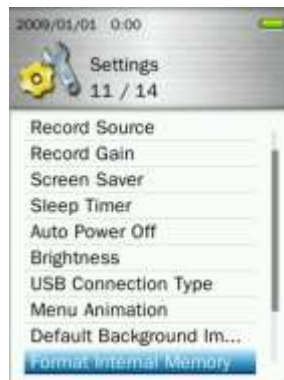 2009/01/01 0:00
Settings
11 / 14
Record Source
Record Gain
Screen Saver
Sleep Timer
Auto Power Off
Brightness
USB Connection Type
Menu Animation
Default Background Im...
Format Internal Memory